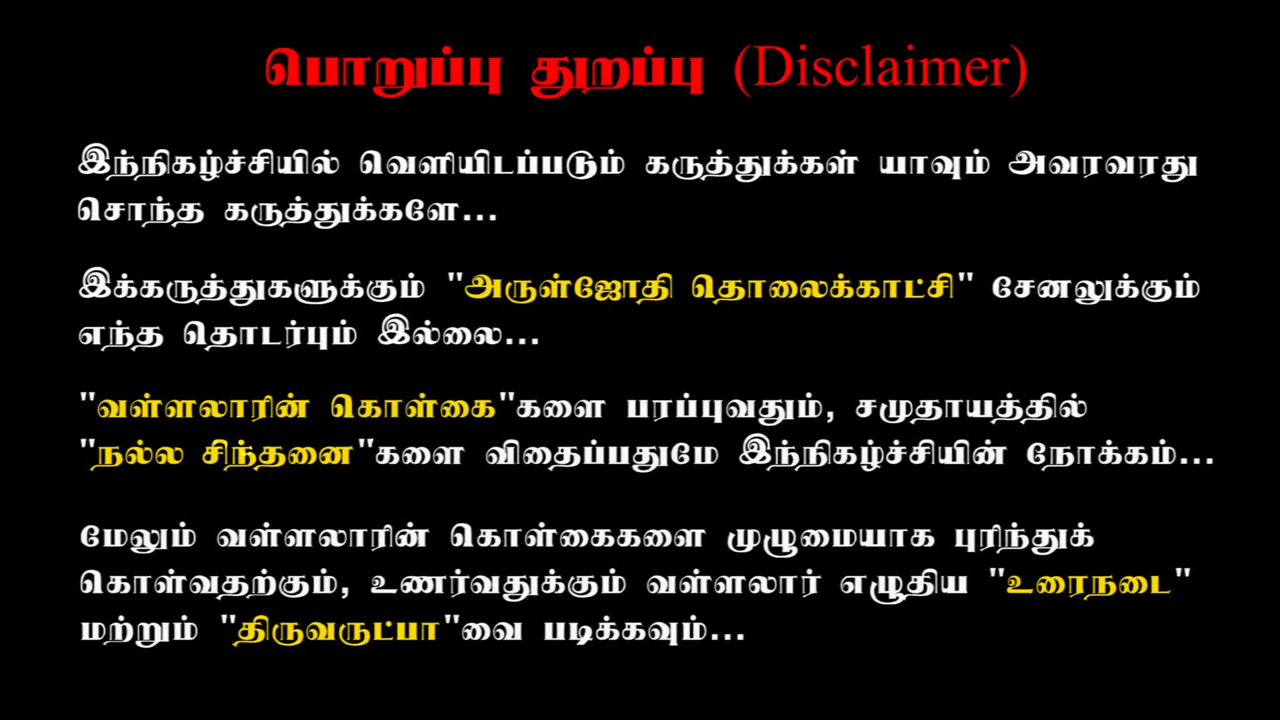 பொறுப்பு துறப்பு (Disclaimer)
இந்நிகழ்ச்சியில் வெளியிடப்படும் கருத்துக்கள் யாவும் அவரவரது
சொந்த கருத்துக்களே...
இக்கருத்துகளுக்கும் "அருள்ஜோதி தொலைக்காட்சி" சேனலுக்கும்
எந்த தொடர்பும் இல்லை...
"வள்ளலாரின் கொள்கை"களை பரப்புவதும், சமுதாயத்தில்
"நல்ல சிந்தனை"களை விதைப்பதுமே இந்நிகழ்ச்சியின் நோக்கம்...
மேலும் வள்ளலாரின் கொள்கைகளை முழுமையாக புரிந்துக்
கொள்வதற்கும், உணர்வதுக்கும் வள்ளலார் எழுதிய "உரைநடை"
மற்றும் "திருவருட்பா"வை படிக்கவும்...